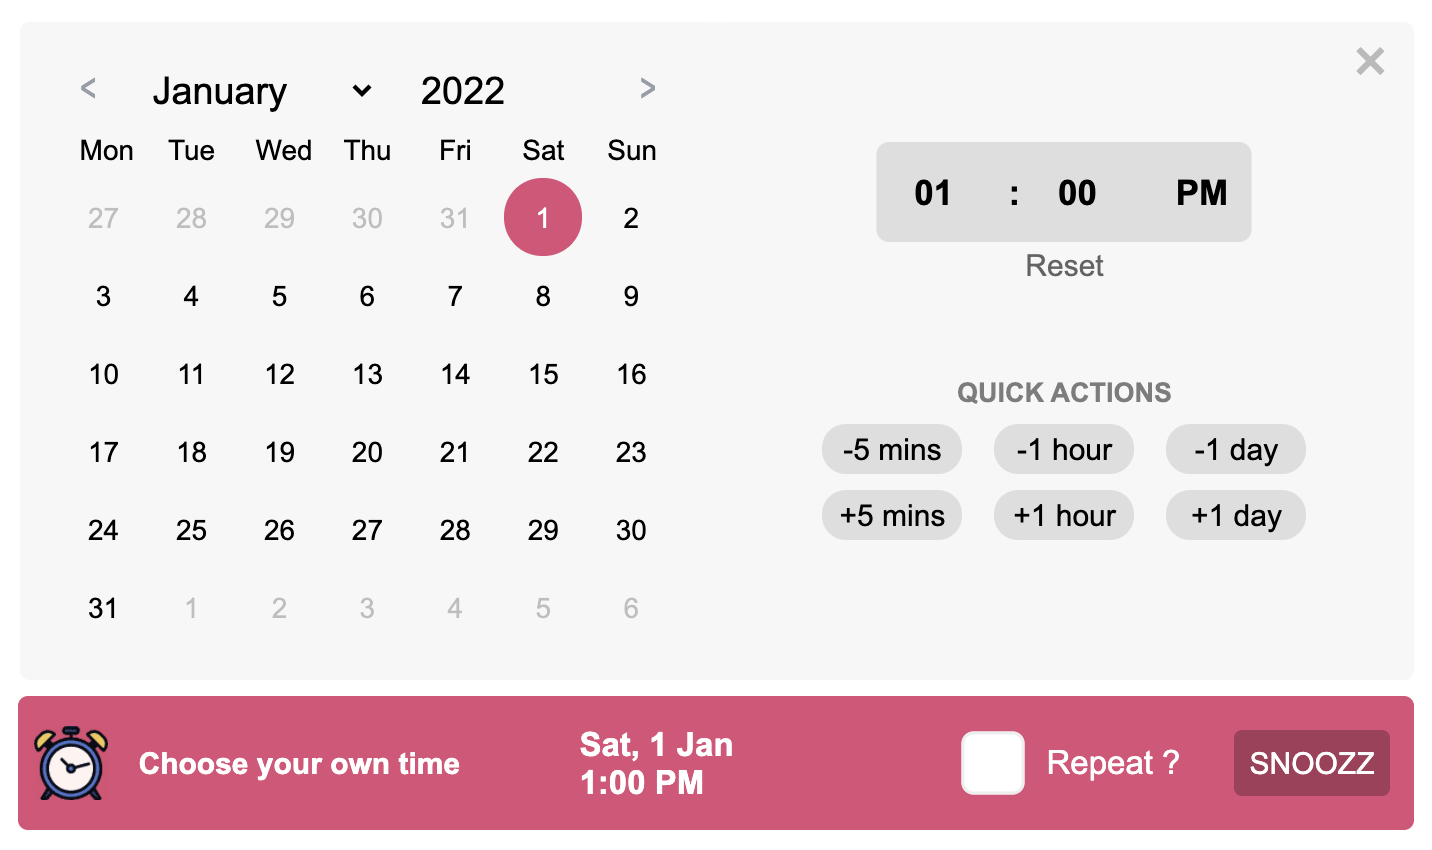 < January 2022 >
Mon Tue Wed Thu Fri Sat Sun
27 28 29 30 31 1 2
3 4 5 6 7 8 9
10 11 12 13 14 15 16
17 18 19 20 21 22 23
24 25 26 27 28 29 30
31 1 2 3 4 5 6
01 : 00 PM
Reset
QUICK ACTIONS
-5 mins -1 hour -1 day
+5 mins +1 hour +1 day
Choose your own time
Sat, 1 Jan
1:00 PM
Repeat ?
SNOOZZ